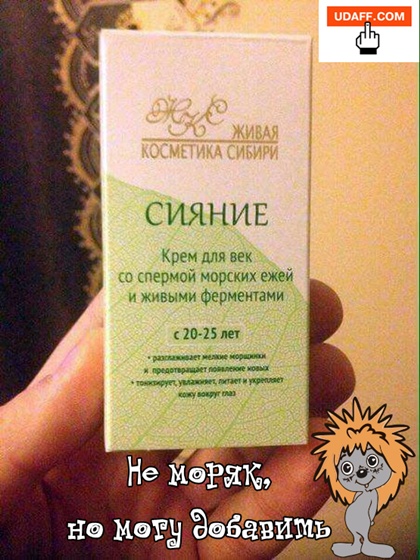 UDAFF.COM
ЖКС
ЖИВАЯ
КОСМЕТИКА СИБИРИ
СИЯНИЕ
Крем для век
со спермой морских ежей
и живыми ферментами
с 20-25 лет
• разглаживает мелкие морщинки
и предотвращает появление новых
• тонизирует, увлажняет, питает и укрепляет
кожу вокруг глаз
Не моряк,
но могу добавить